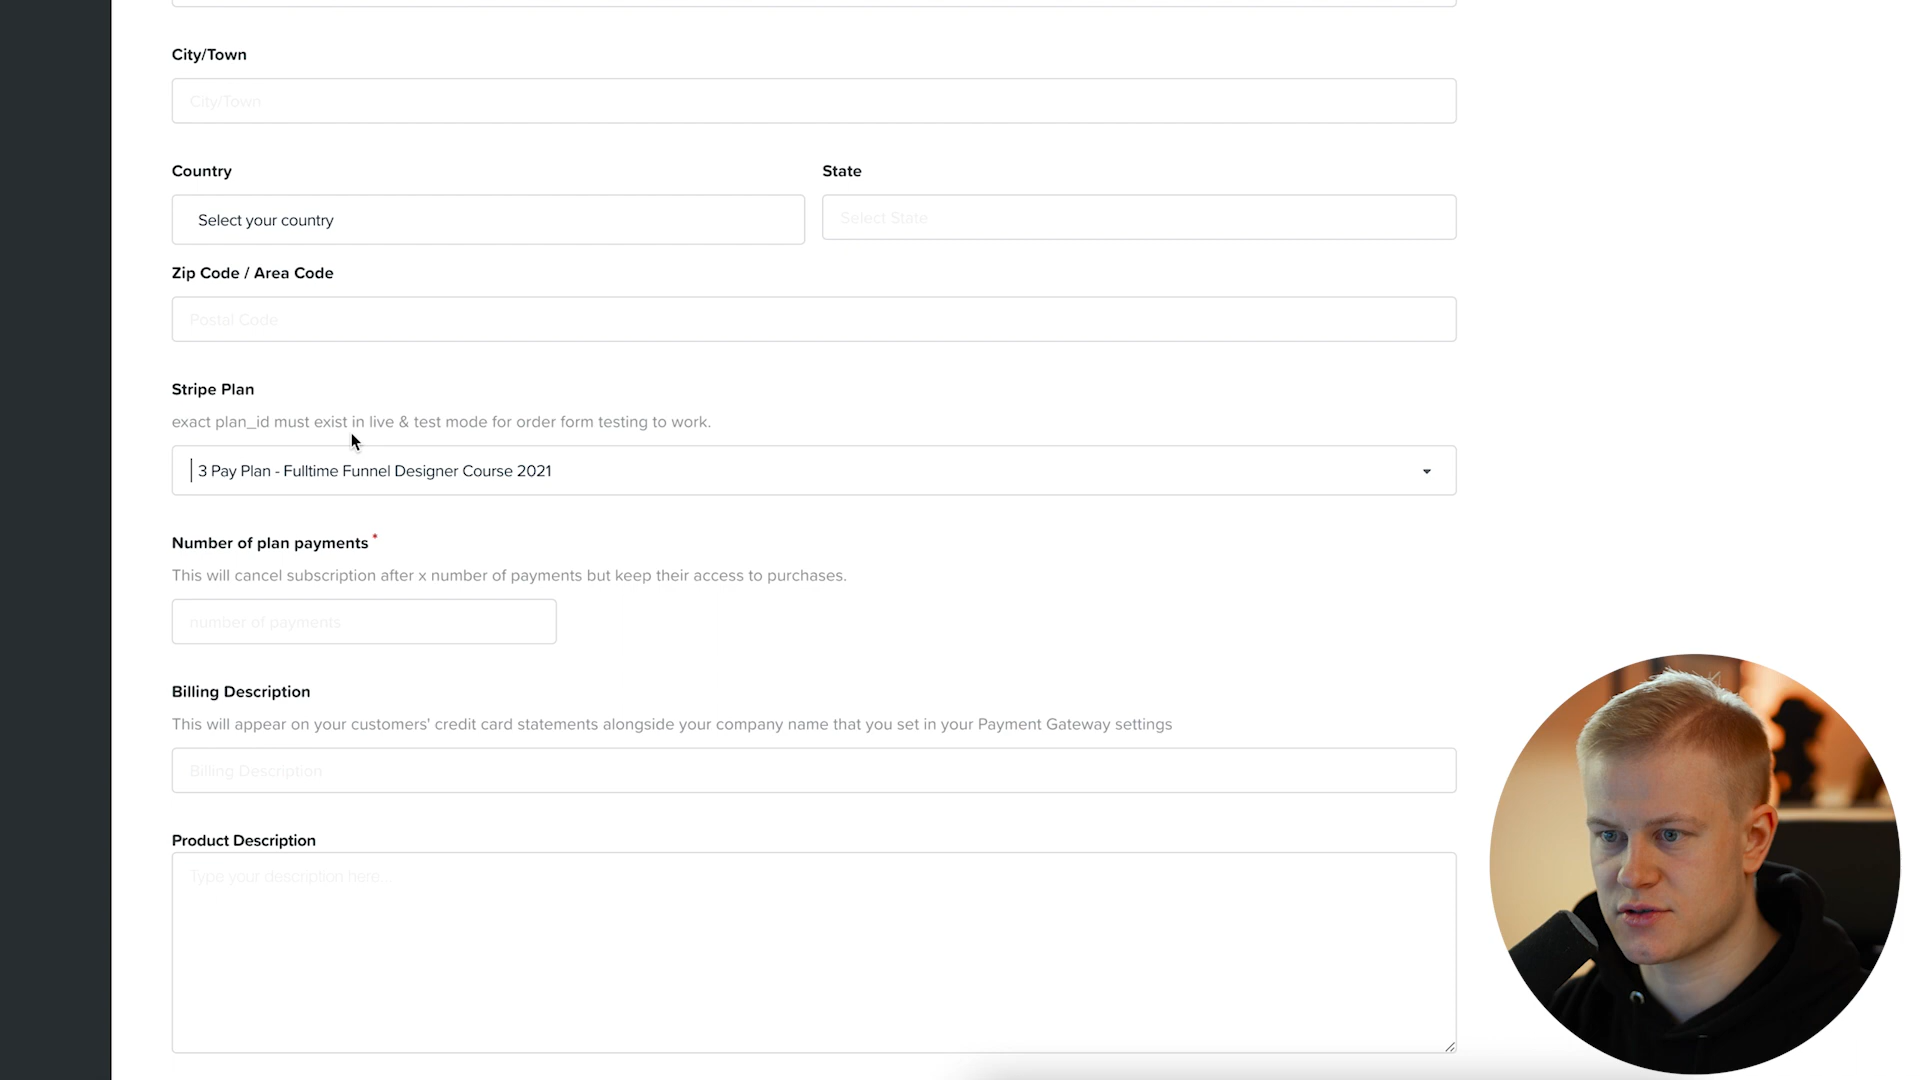 City/Town
City/Town
Country
State
Select your country
Select State
Zip Code / Area Code
Postal Code
Stripe Plan
exact plan_id must exist in live & test mode for order form testing to work.
3 Pay Plan - Fulltime Funnel Designer Course 2021
Number of plan payments *
This will cancel subscription after x number of payments but keep their access to purchases.
number of payments
Billing Description
This will appear on your customers' credit card statements alongside your company name that you set in your Payment Gateway settings
Billing Description
Product Description
Type your description here...